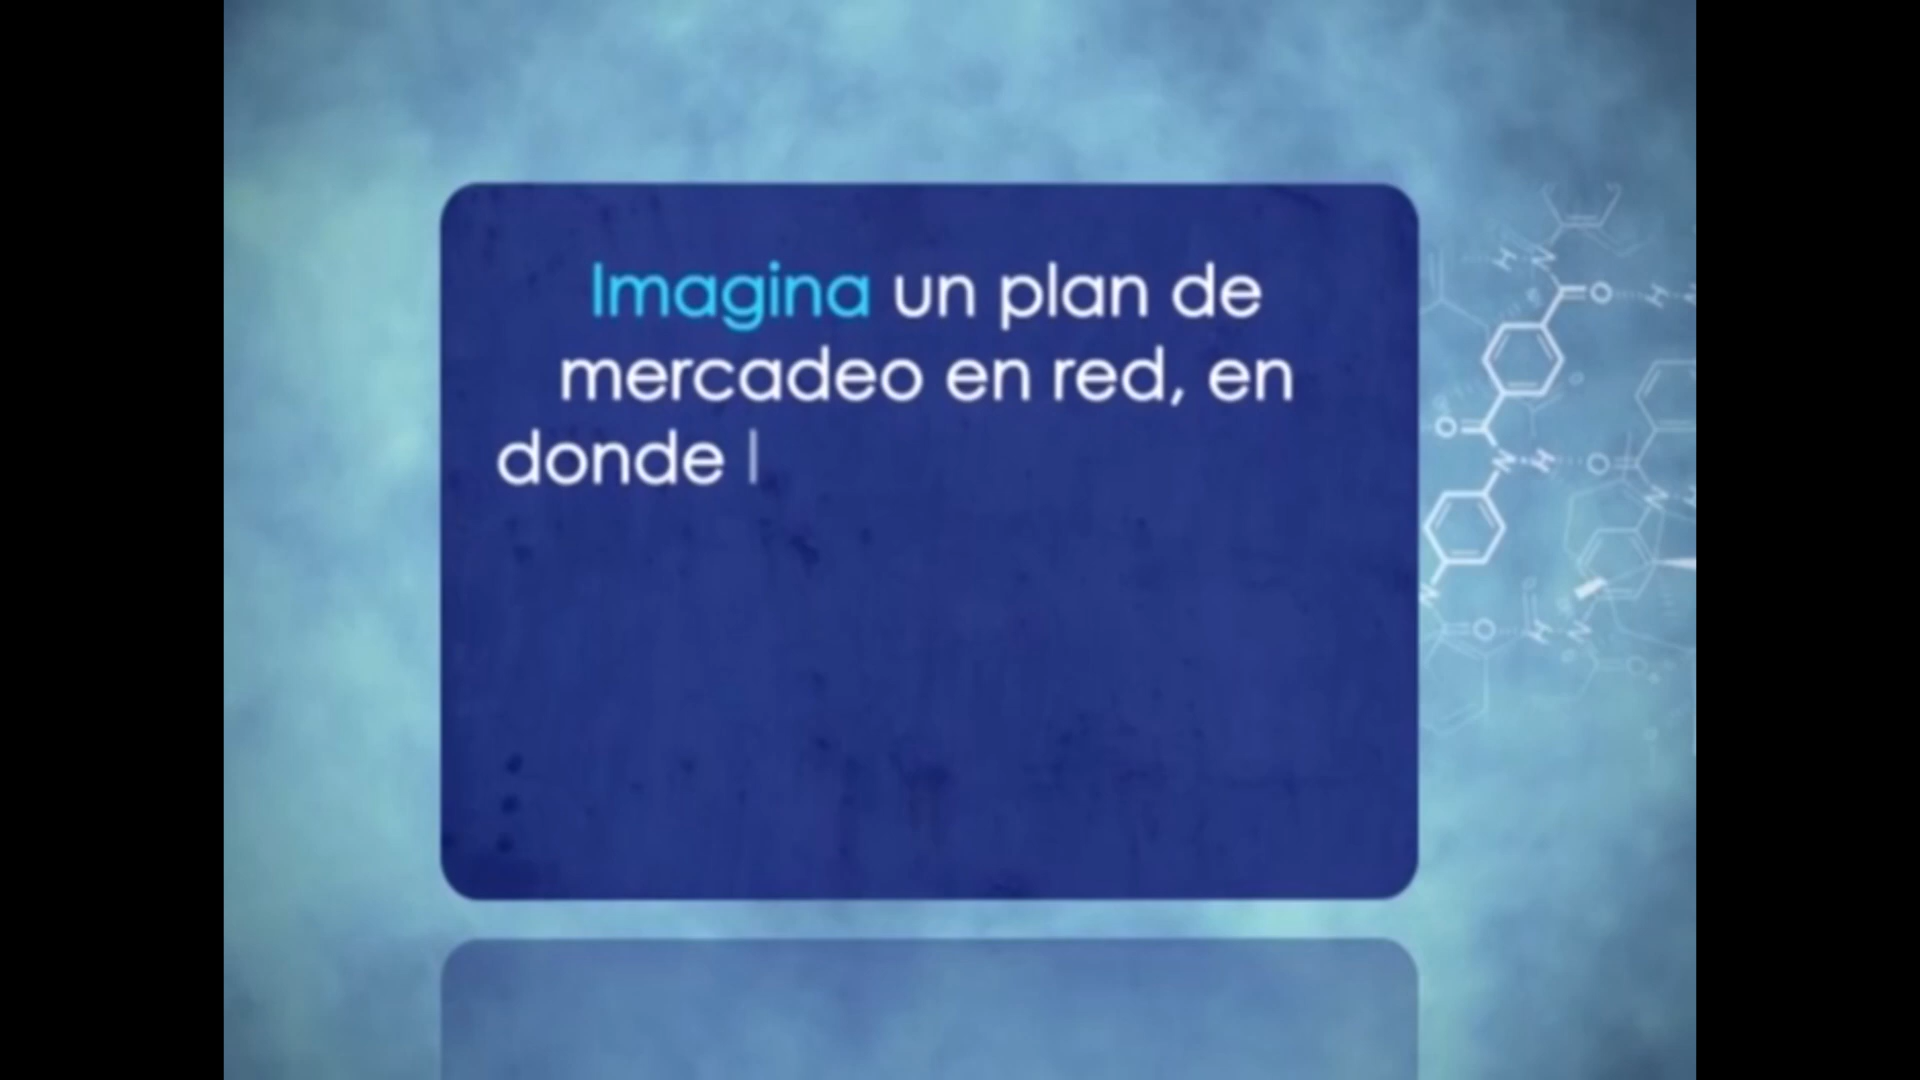 Imagina un plan de
mercadeo en red, en
donde